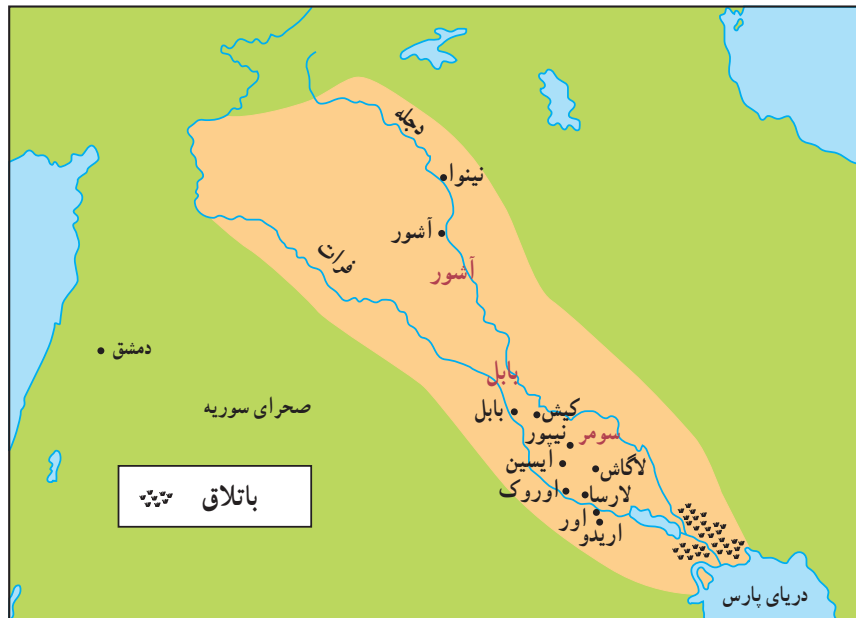 دجله
نینوا
آشور
آشور
فرات
دمشق
بابل
صحرای سوریه
بابل
کیش
نیپور
سومر
ایسین
لاگاش
اوروک
لارسا
اور
اریدو
باتلاق
دریای پارس